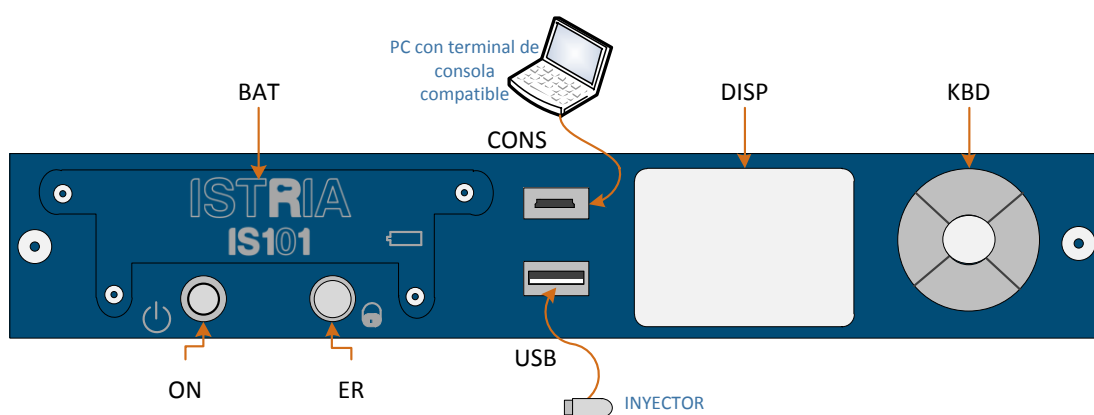 PC con terminal de
consola
compatible
BAT
DISP
KBD
CONS
ISTRIA
IS101
USB
ON
ER
INYECTOR